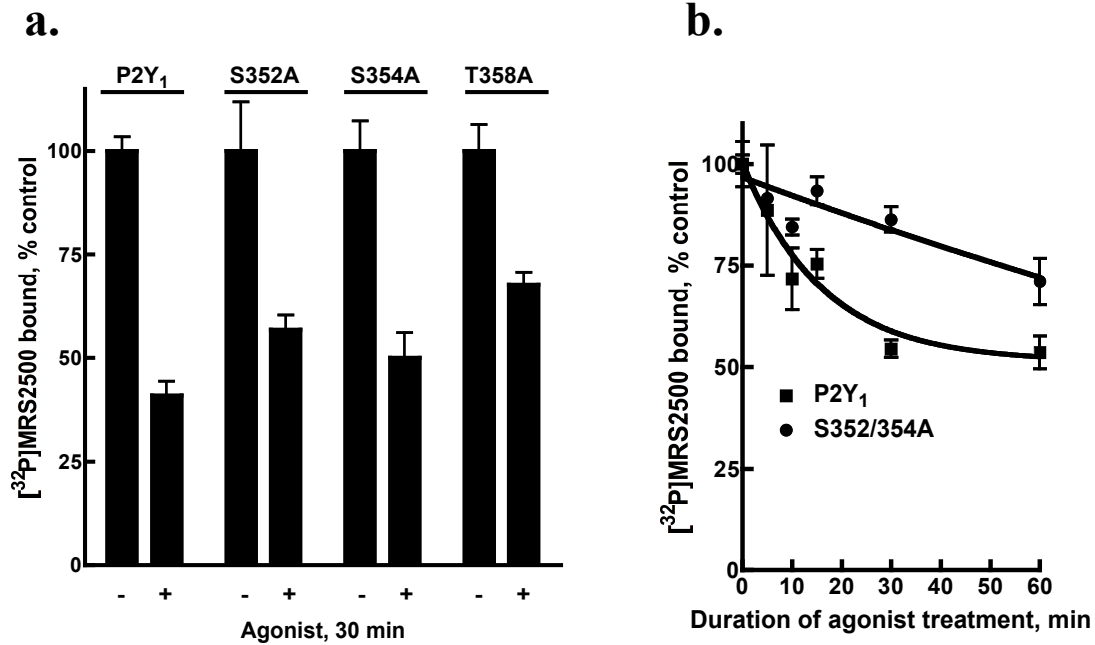 a.
P2Y₁ S352A S354A T358A
[³²P]MRS2500 bound, % control
100
75
50
25
0
- + - + - + - +
Agonist, 30 min
b.
[³²P]MRS2500 bound, % control
100
75
50
25
0
P2Y₁
S352/354A
0 10 20 30 40 50 60
Duration of agonist treatment, min